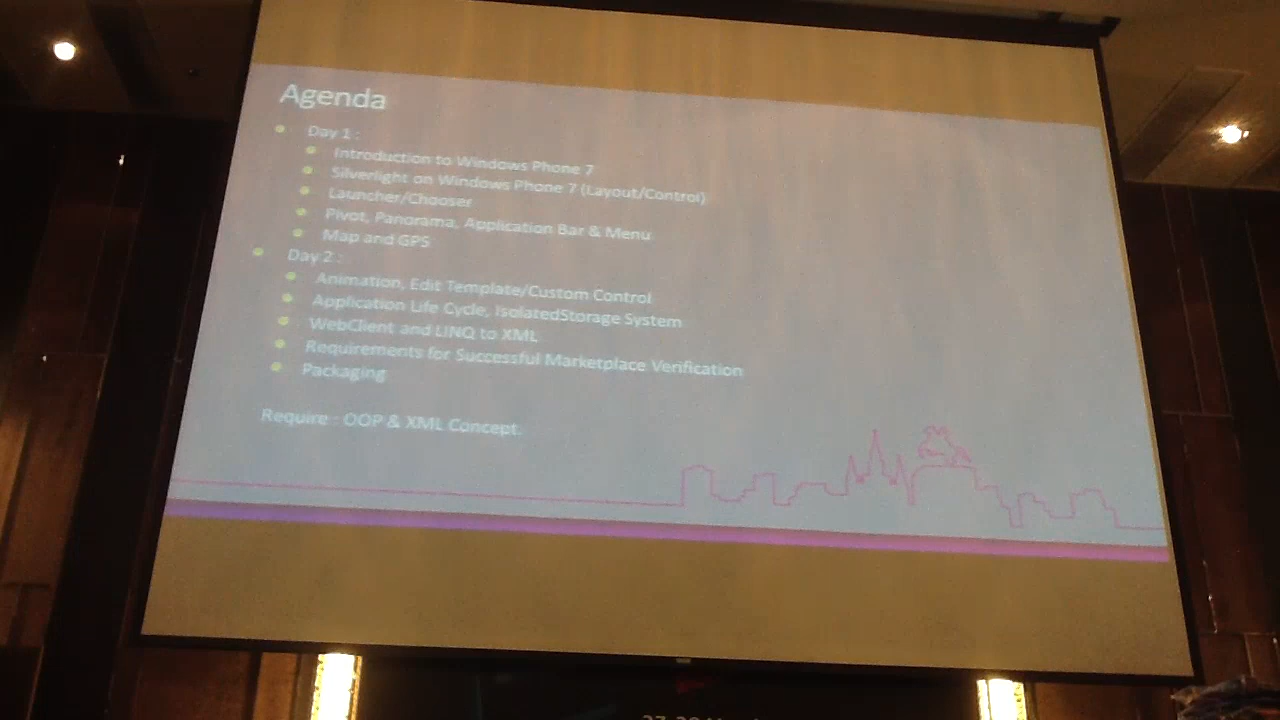 Agenda
Day 1 :
Introduction to Windows Phone 7
Silverlight on Windows Phone 7 (Layout/Control)
Launcher/Chooser
Pivot, Panorama, Application Bar & Menu
Map and GPS
Day 2 :
Animation, Edit Template/Custom Control
Application Life Cycle, IsolatedStorage System
WebClient and LINQ to XML
Requirements for Successful Marketplace Verification
Packaging
Require : OOP & XML Concept.